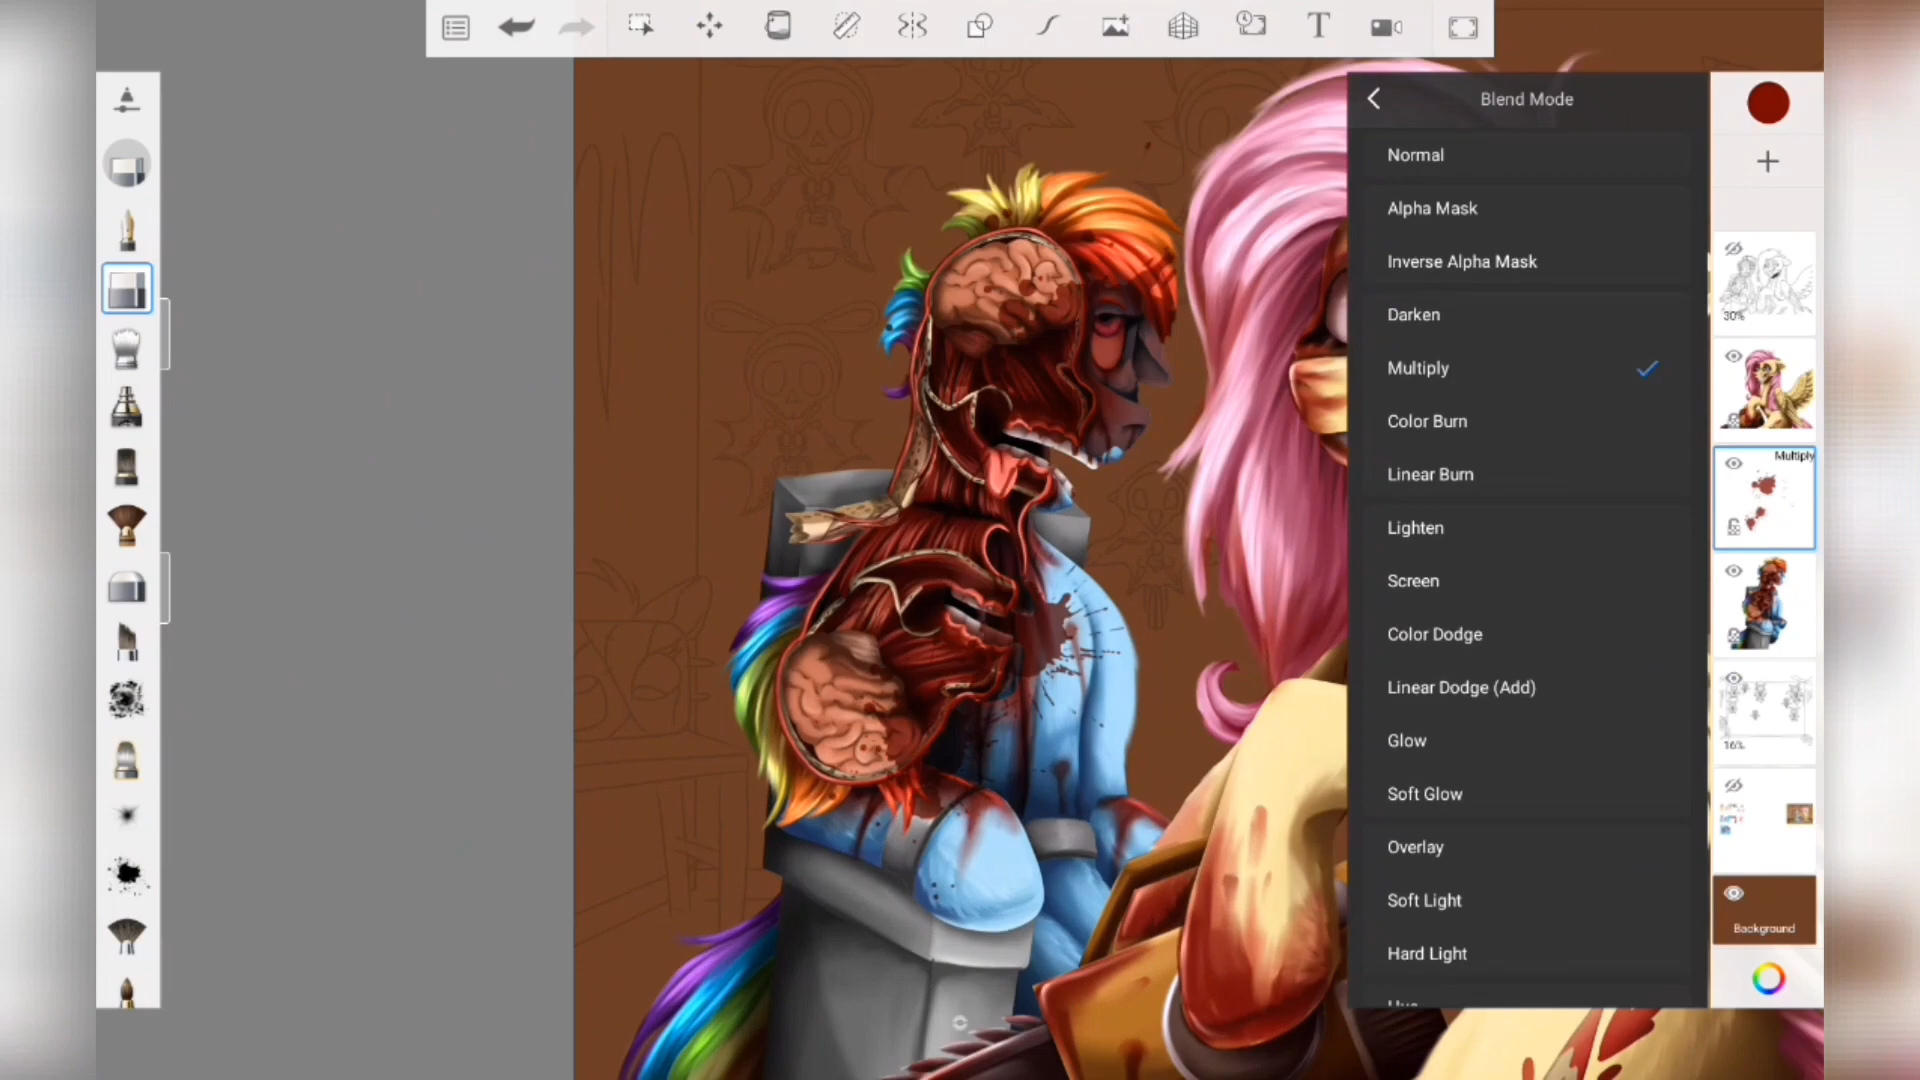 T
Blend Mode
Normal
Alpha Mask
Inverse Alpha Mask
Darken
Multiply
Color Burn
Linear Burn
Lighten
Screen
Color Dodge
Linear Dodge (Add)
Glow
Soft Glow
Overlay
Soft Light
Hard Light
Hue
30%
Multiply
16%
Background